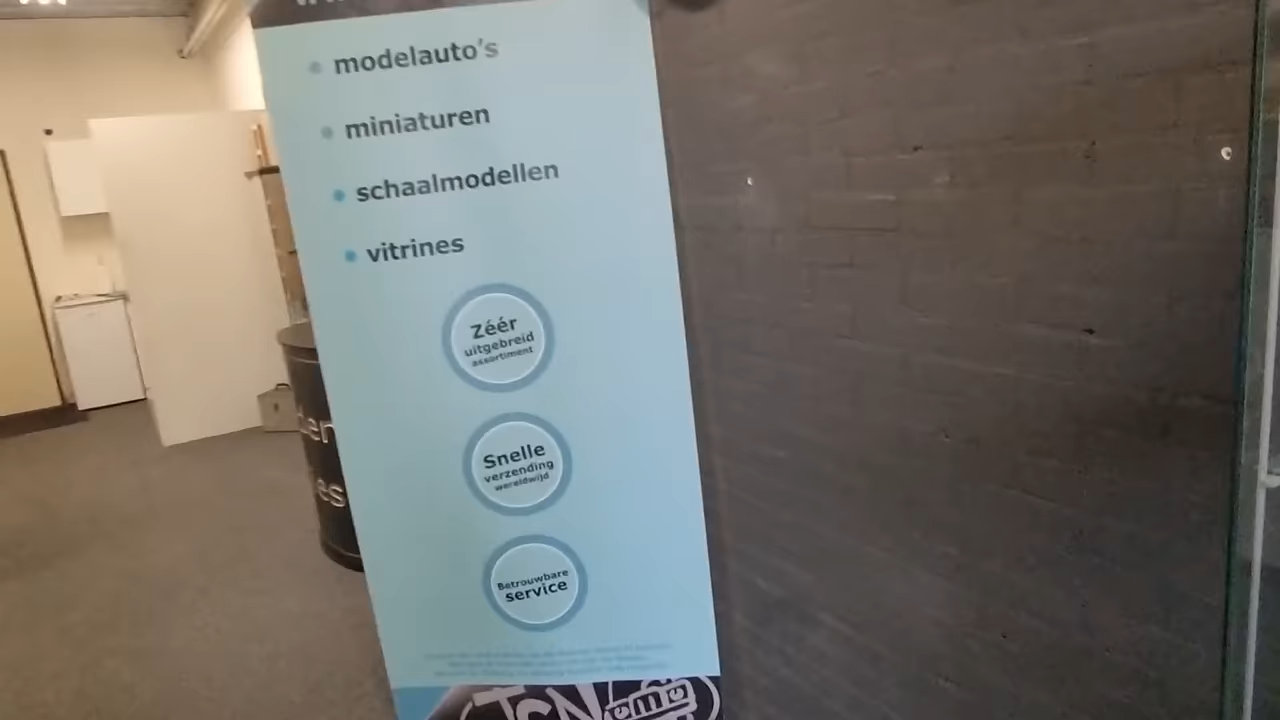 modelauto's
miniaturen
schaalmodellen
vitrines
Zéér
uitgebreid
assortiment
Snelle
verzending
wereldwijd
Betrouwbare
service